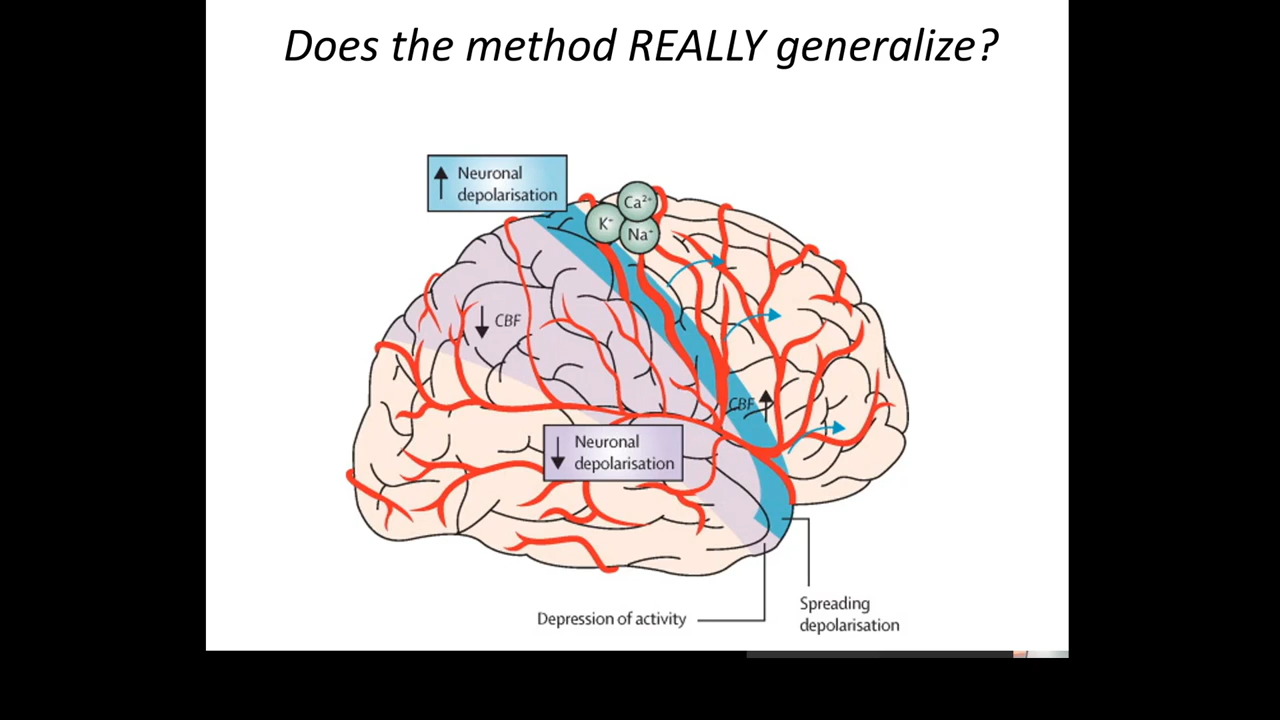 Does the method REALLY generalize?
Neuronal
depolarisation
Ca²⁺
K⁺
Na⁺
CBF
CBF
Neuronal
depolarisation
Spreading
depolarisation
Depression of activity